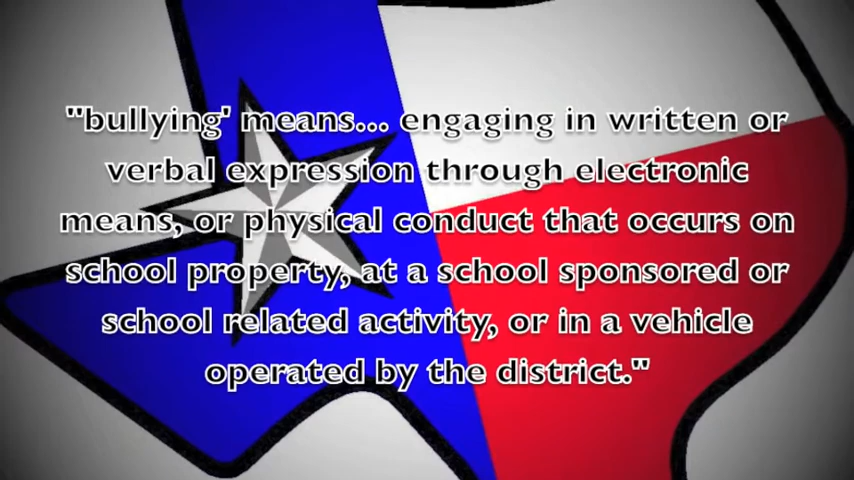 "bullying' means... engaging in written or
verbal expression through electronic
means, or physical conduct that occurs on
school property, at a school sponsored or
school related activity, or in a vehicle
operated by the district."